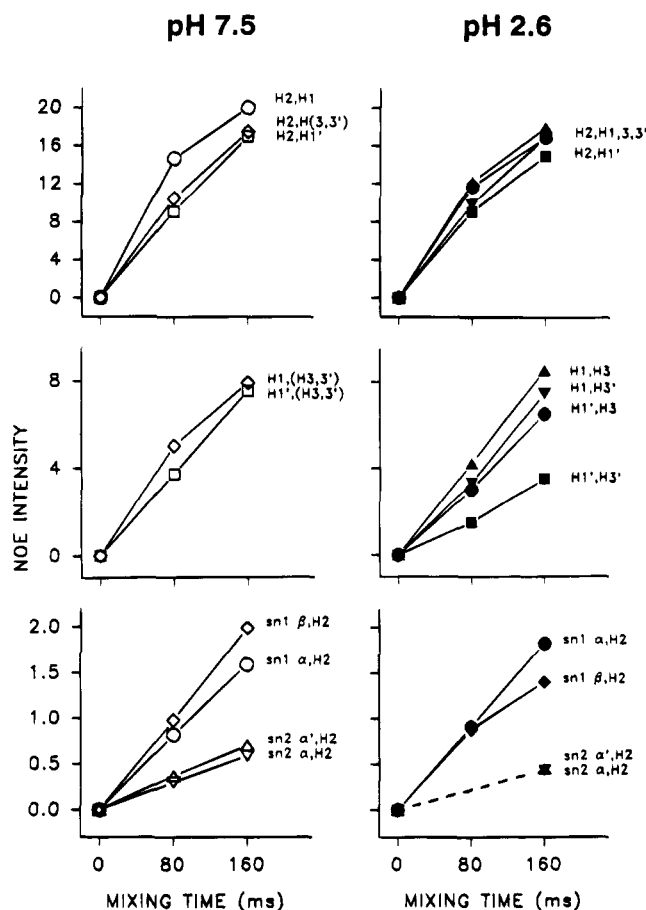 pH 7.5
pH 2.6
20
16
12
8
4
0
H2,H1
H2,H(3,3')
H2,H1'
H2,H1,3,3'
H2,H1'
NOE INTENSITY
8
4
0
H1,(H3,3')
H1',(H3,3')
H1,H3
H1,H3'
H1',H3
H1',H3'
2.0
1.5
1.0
0.5
0.0
sn1 β,H2
sn1 α,H2
sn2 α',H2
sn2 α,H2
sn1 α,H2
sn1 β,H2
sn2 α',H2
sn2 α,H2
0 80 160
0 80 160
MIXING TIME (ms)
MIXING TIME (ms)